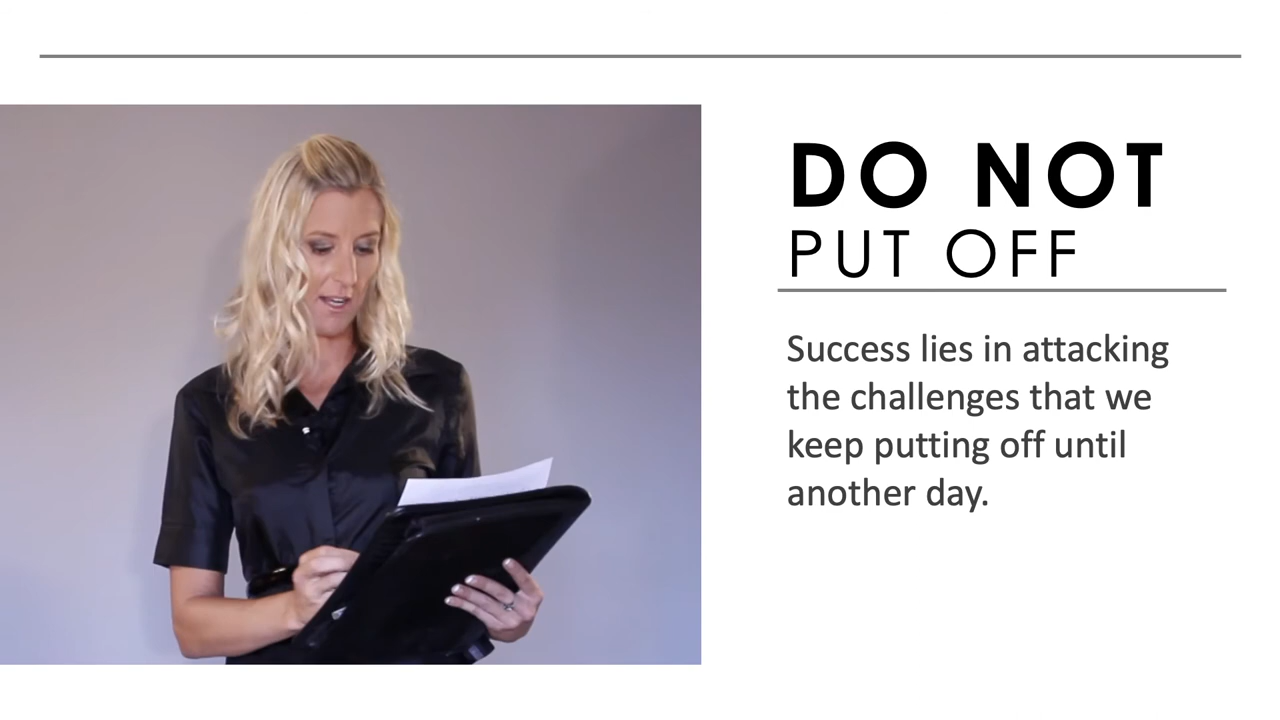 DO NOT
PUT OFF
Success lies in attacking
the challenges that we
keep putting off until
another day.